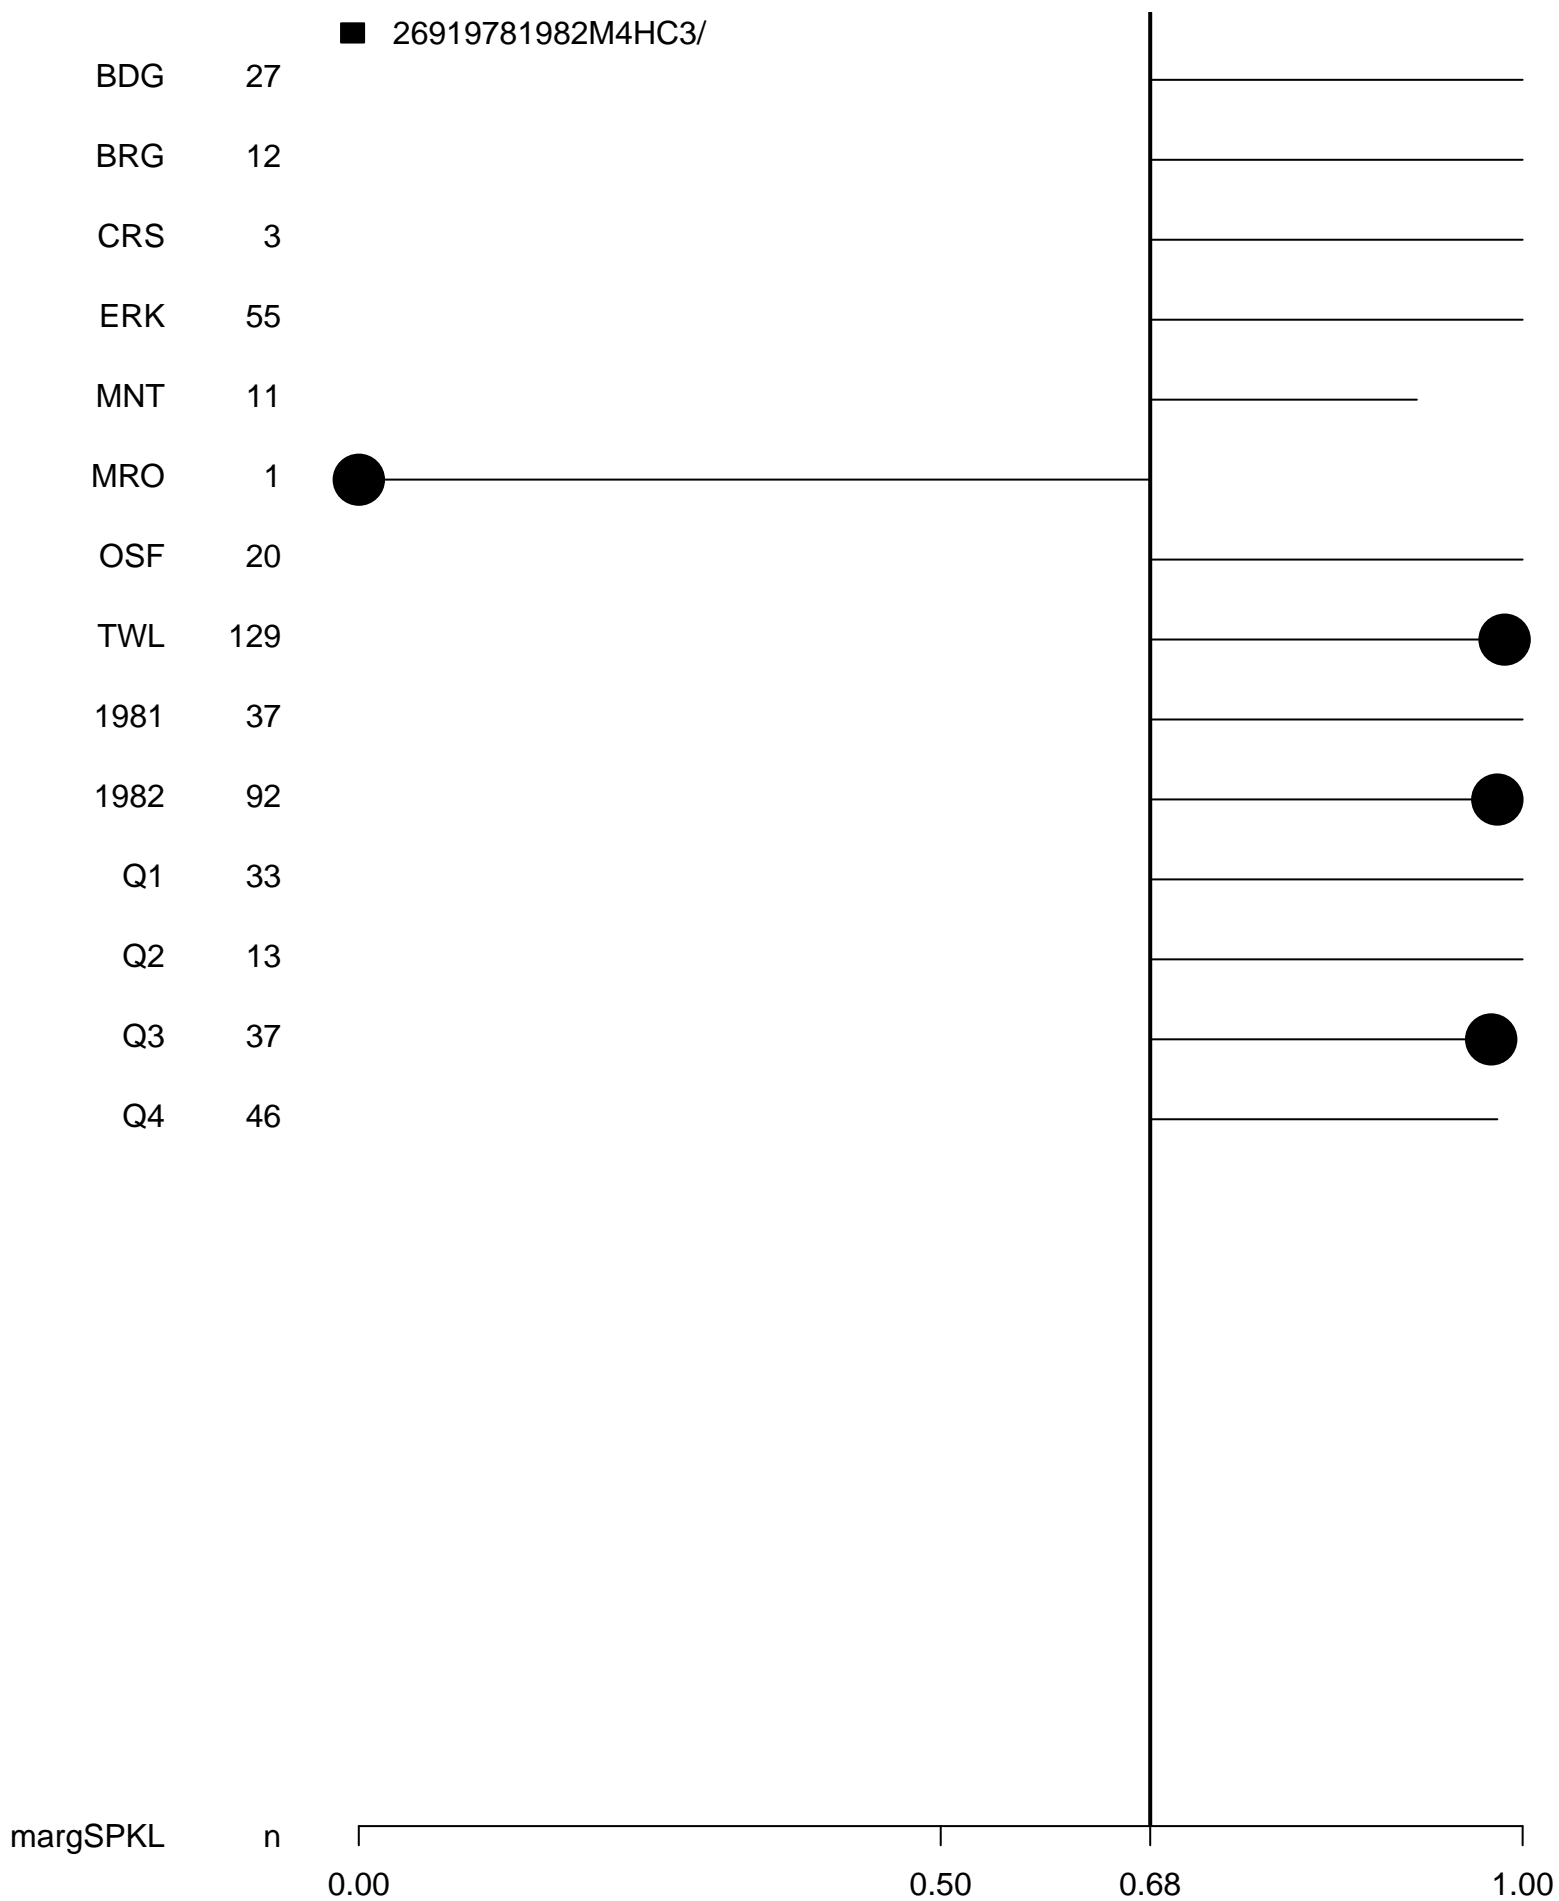 26919781982M4HC3/
BDG 27
BRG 12
CRS 3
ERK 55
MNT 11
MRO 1
OSF 20
TWL 129
1981 37
1982 92
Q1 33
Q2 13
Q3 37
Q4 46
margSPKL n
0.00 0.50 0.68 1.00